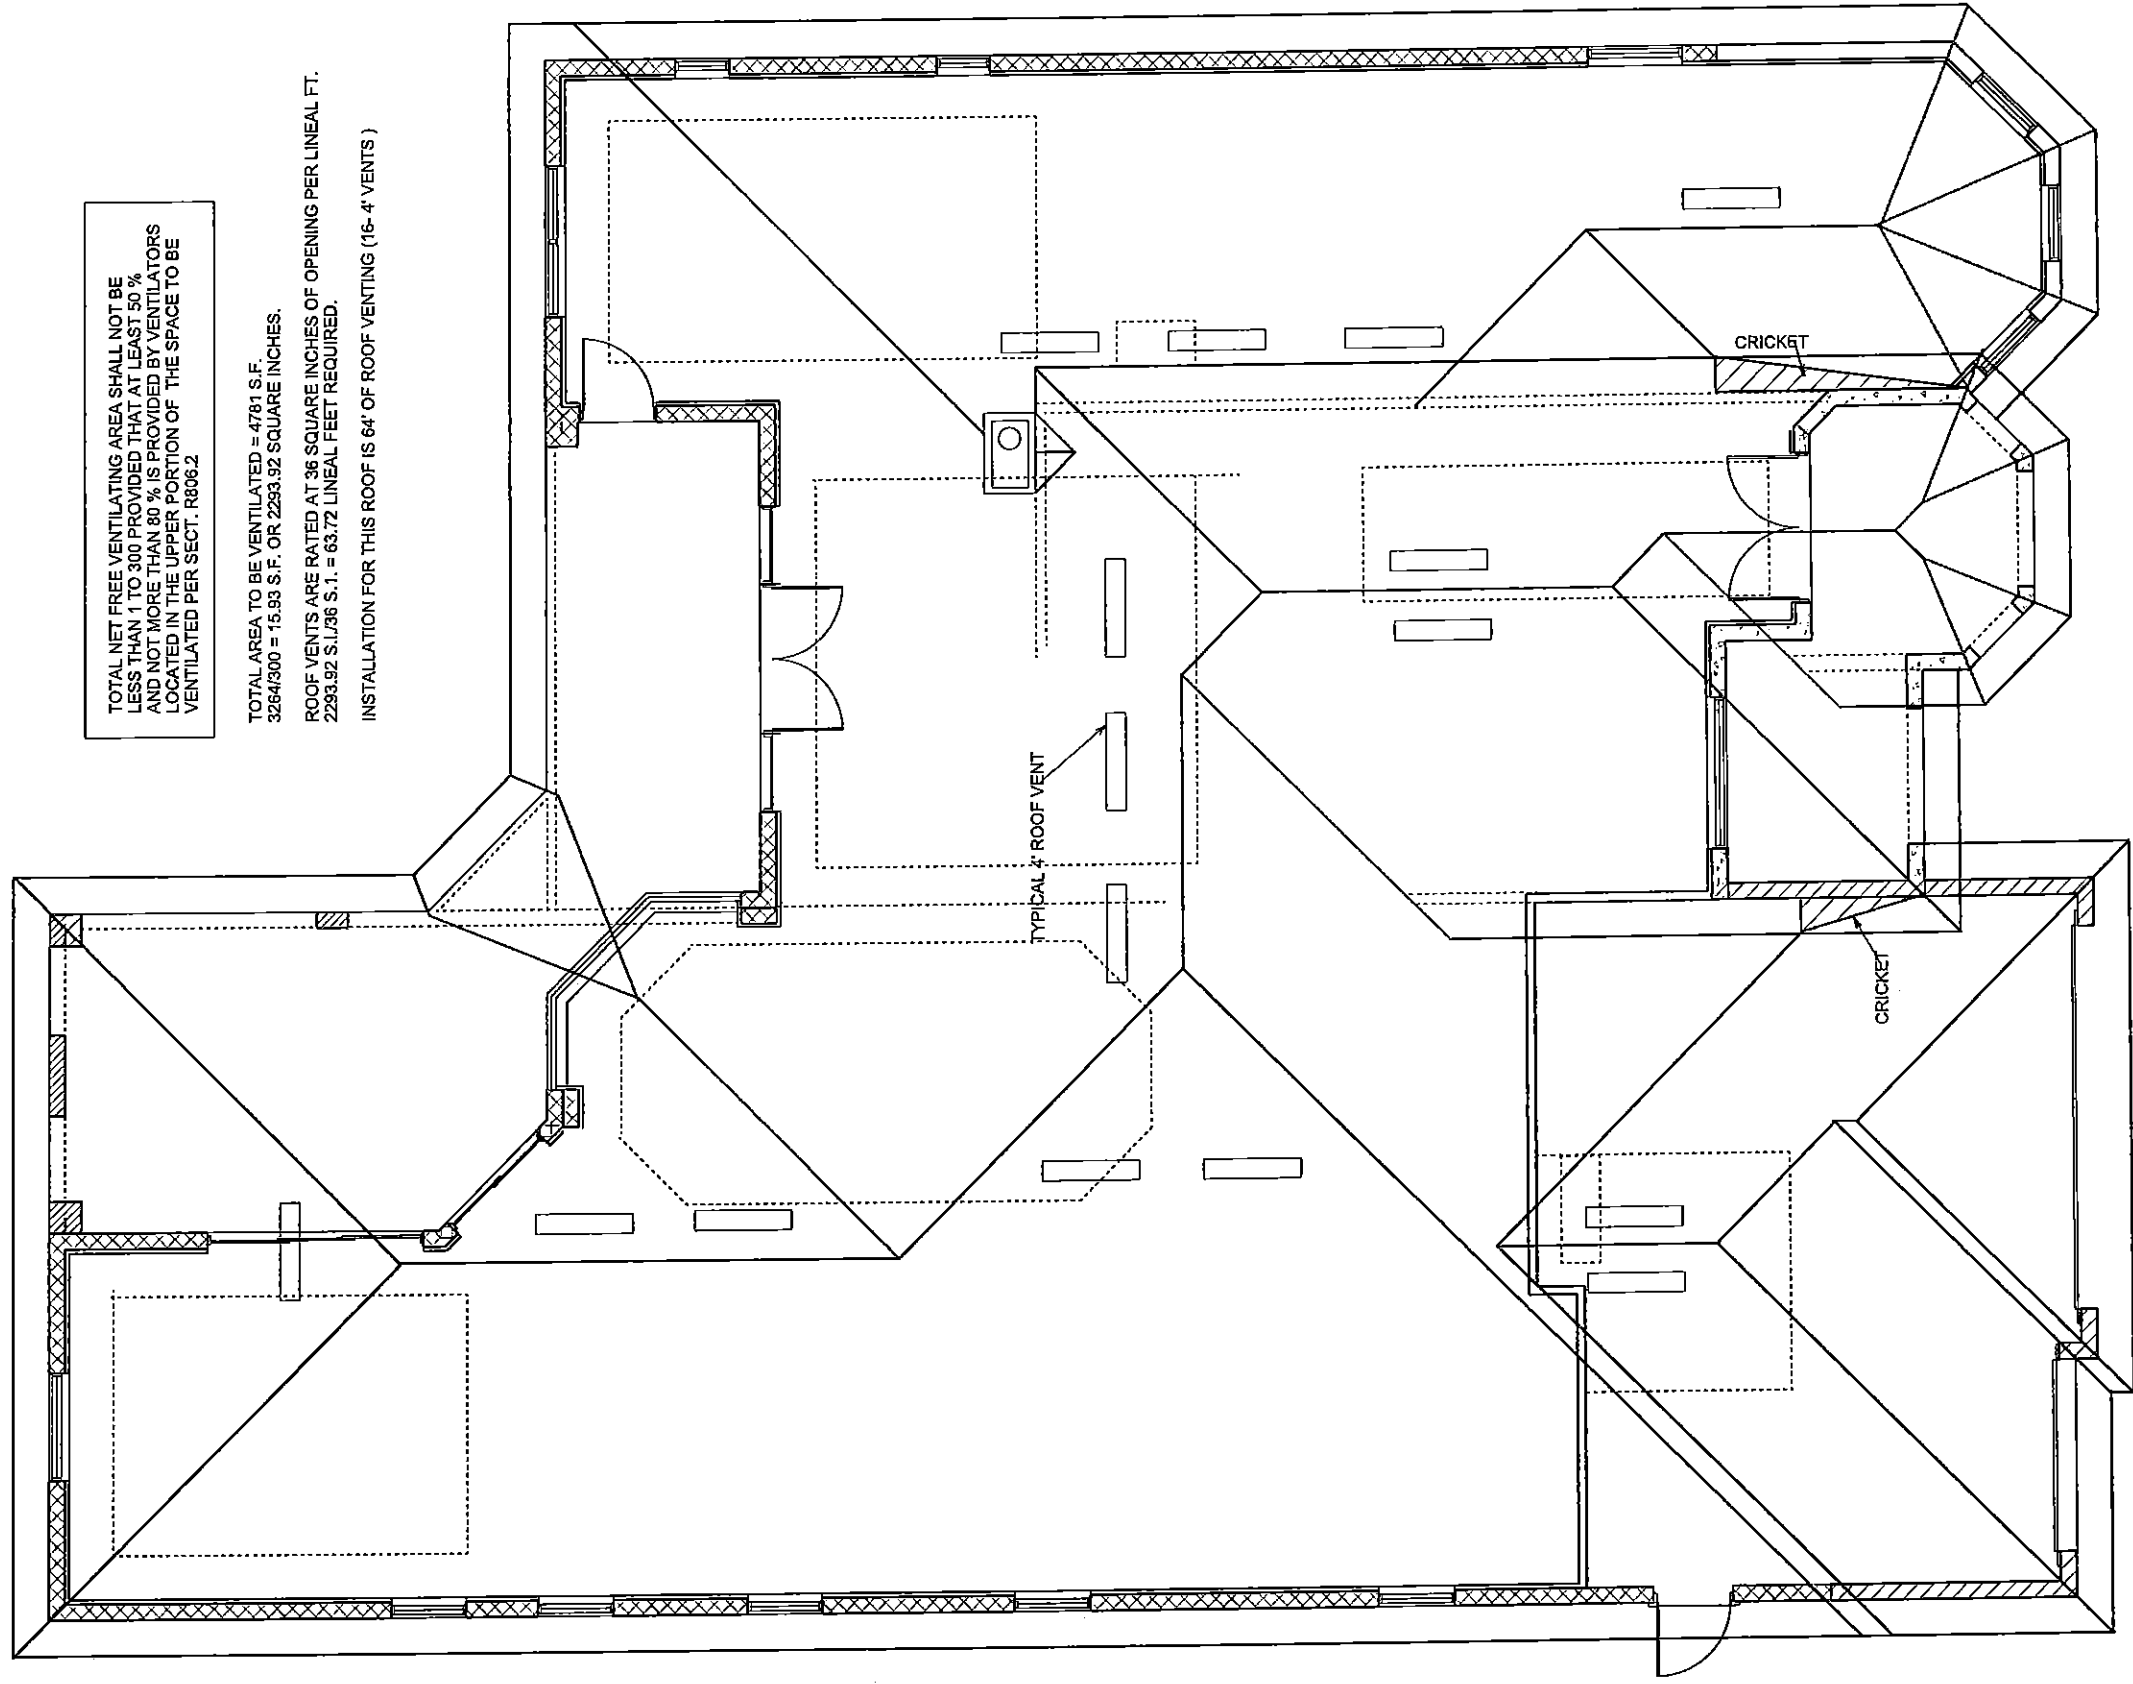 TOTAL NET FREE VENTILATING AREA SHALL NOT BE
LESS THAN 1 TO 300 PROVIDED THAT AT LEAST 50 %
AND NOT MORE THAN 80 % IS PROVIDED BY VENTILATORS
LOCATED IN THE UPPER PORTION OF THE SPACE TO BE
VENTILATED PER SECT. R806.2
TOTAL AREA TO BE VENTILATED = 4781 S.F.
3264/300 = 15.93 S.F. OR 2293.92 SQUARE INCHES.
ROOF VENTS ARE RATED AT 36 SQUARE INCHES OF OPENING PER LINEAL FT.
2293.92 S.I./36 S.1. = 63.72 LINEAL FEET REQUIRED.
INSTALLATION FOR THIS ROOF IS 64' OF ROOF VENTING (16- 4' VENTS )
TYPICAL 4' ROOF VENT
CRICKET
CRICKET